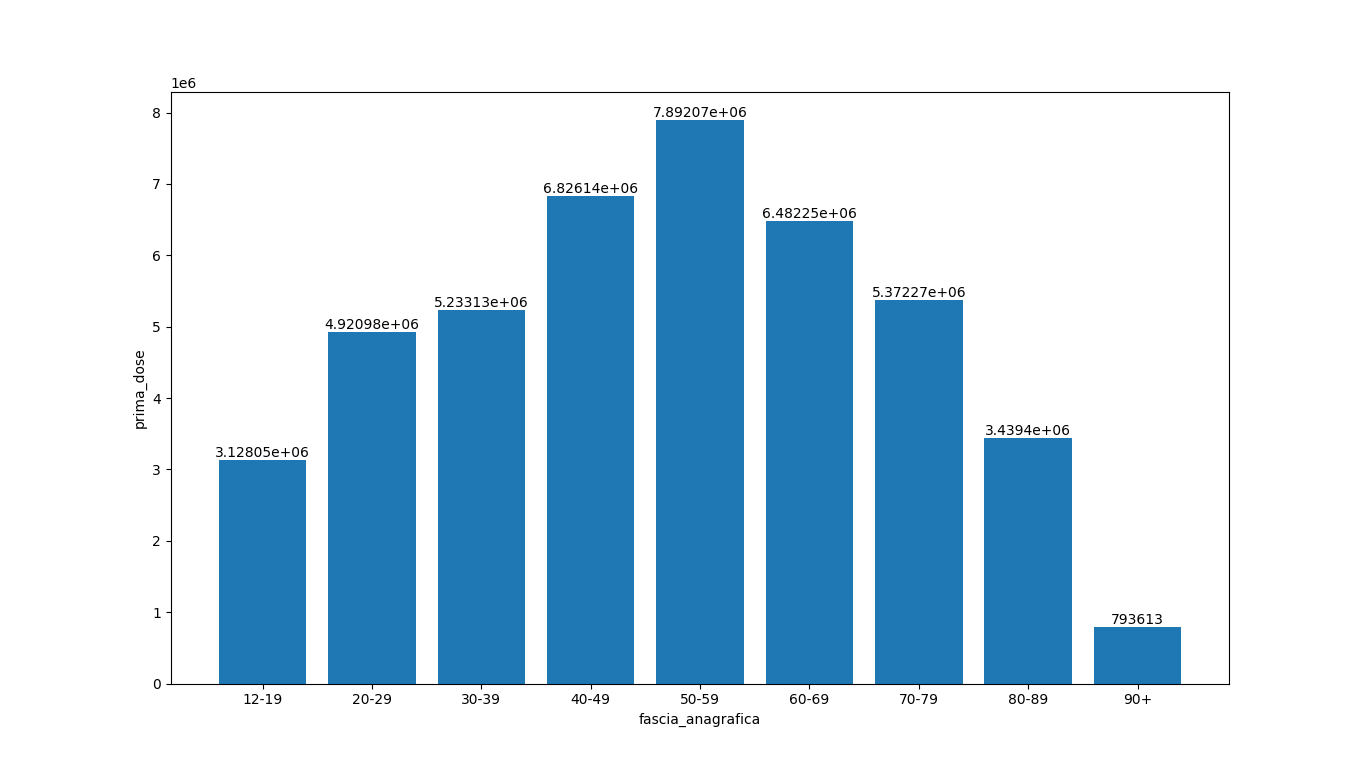 1e6
8
7.89207e+06
7
6.82614e+06
6.48225e+06
6
5.37227e+06
5.23313e+06
5
4.92098e+06
4
prima_dose
3.4394e+06
3.12805e+06
3
2
1
793613
0
12-19 20-29 30-39 40-49 50-59 60-69 70-79 80-89 90+
fascia_anagrafica